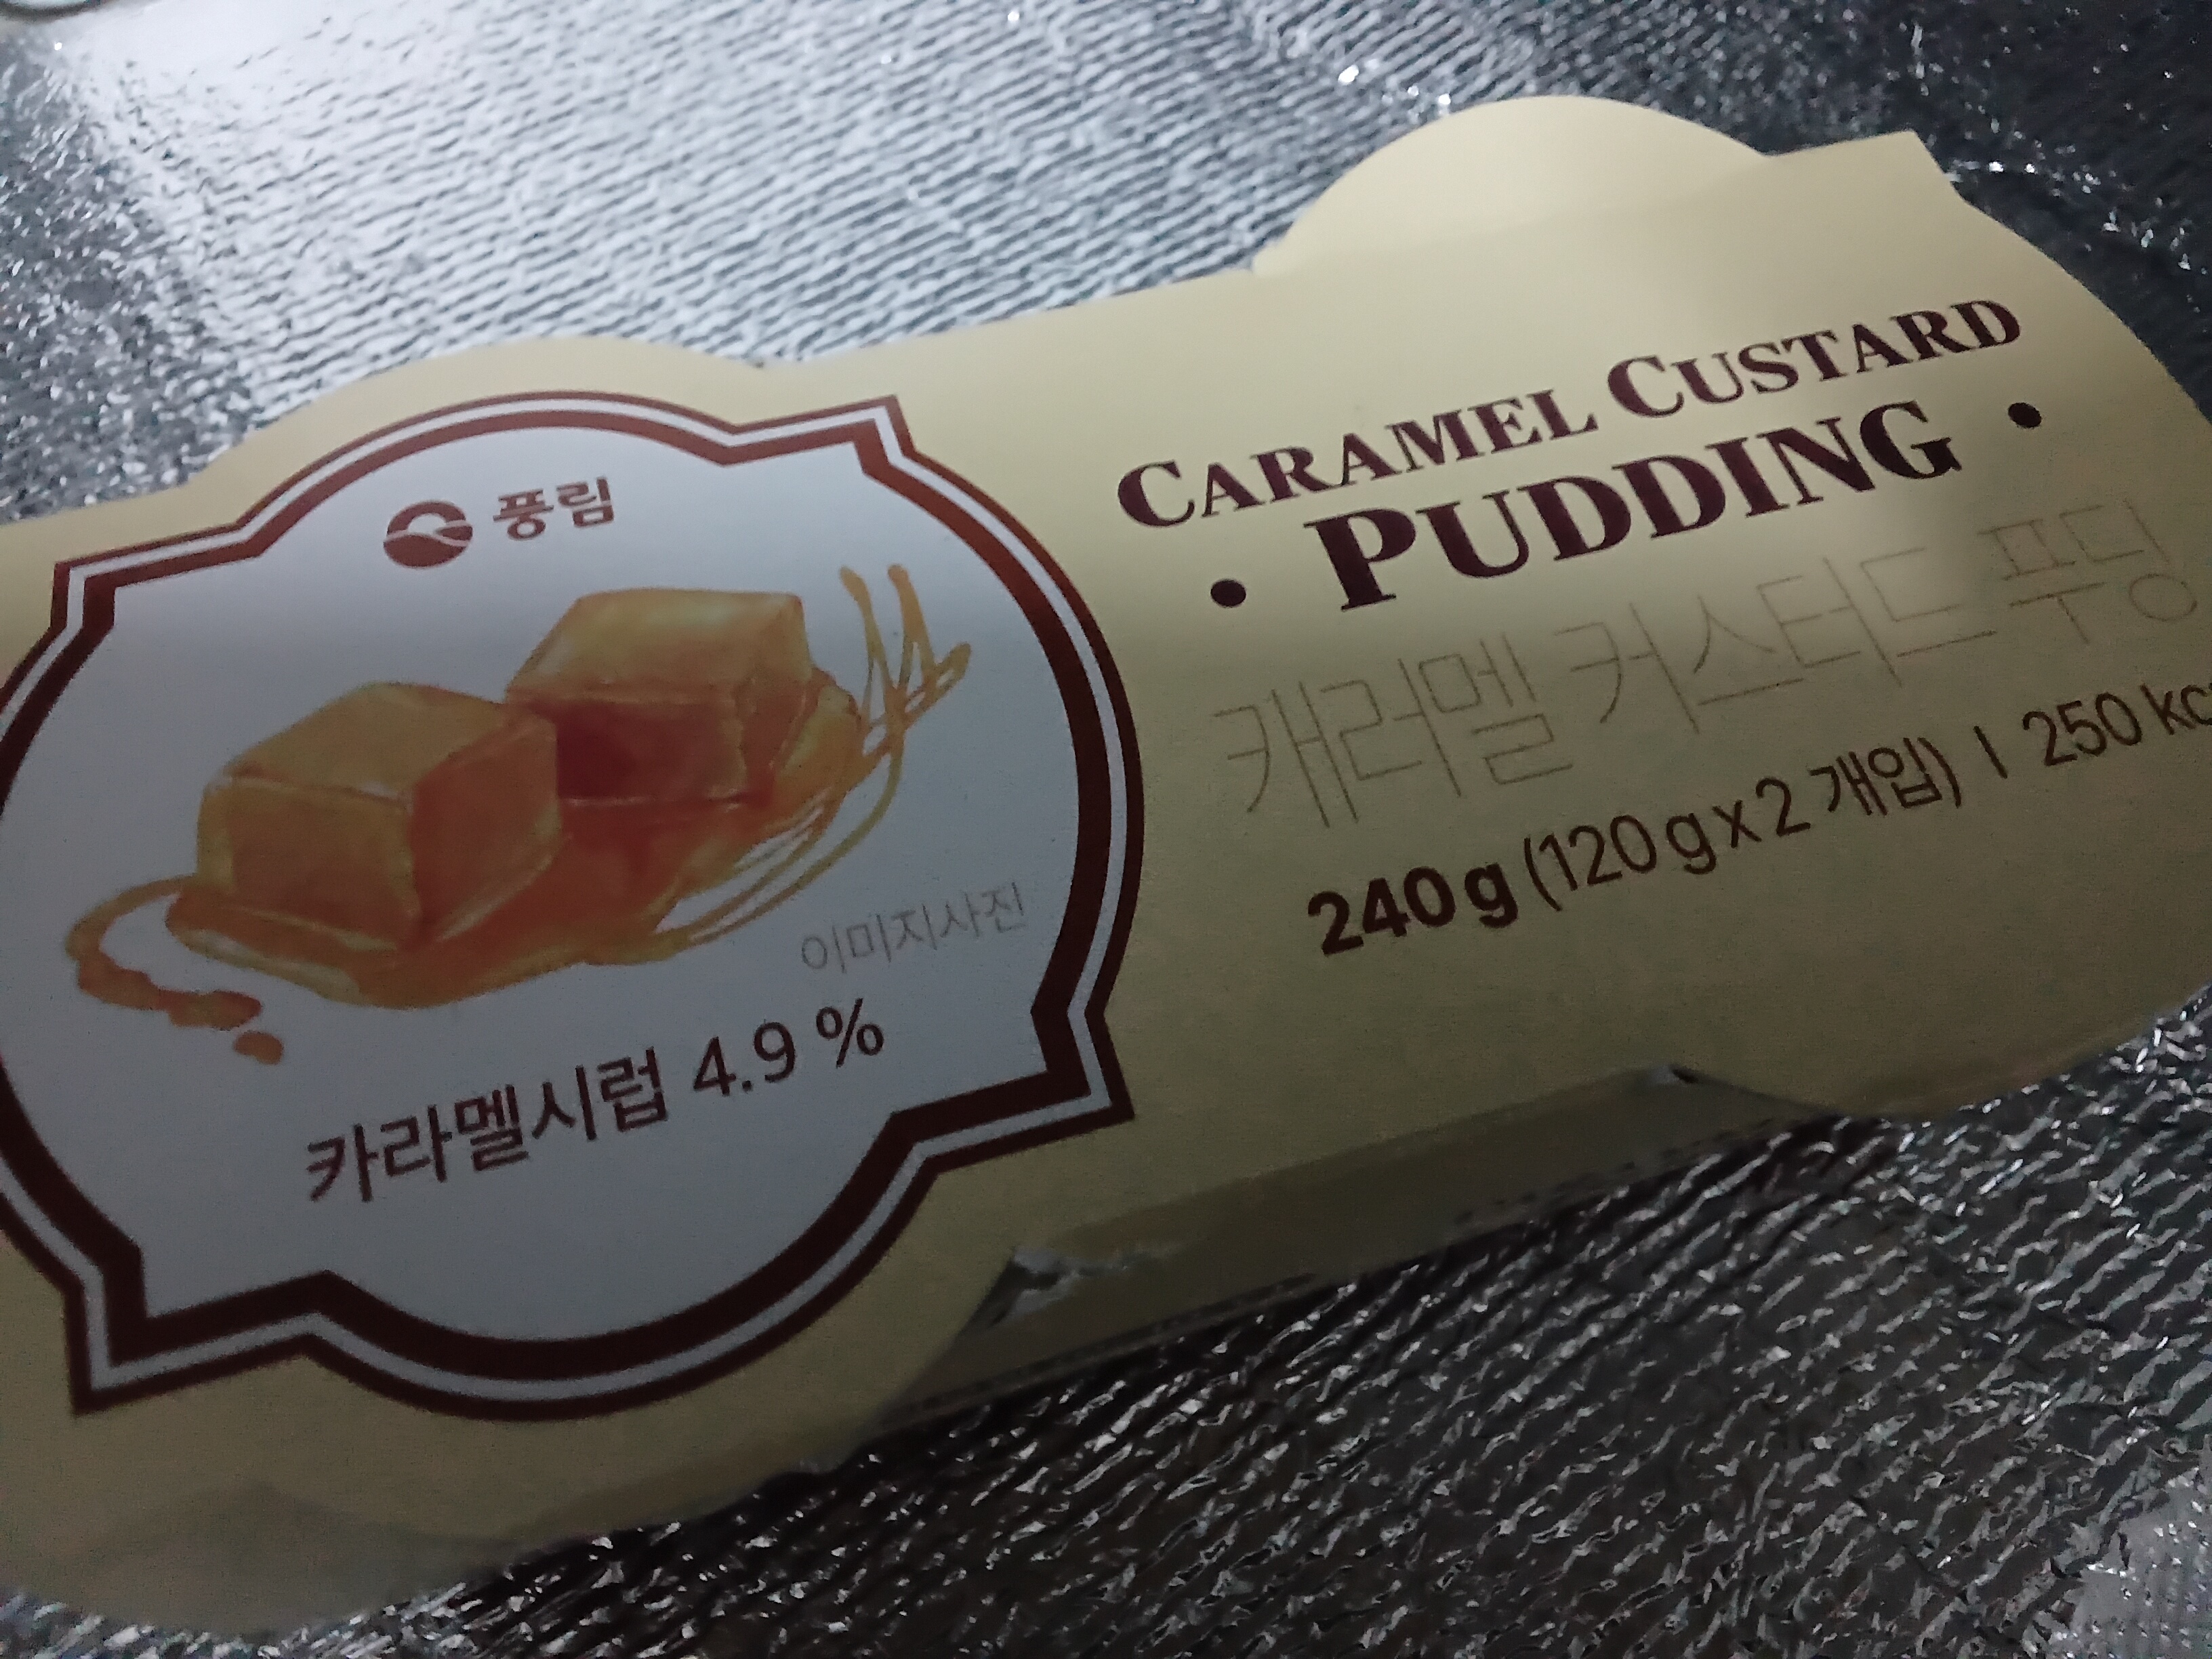 풍림
이미지사진
카라멜시럽 4.9 %
CARAMEL CUSTARD
• PUDDING •
캐러멜 커스터드 푸딩
240 g (120 g x 2 개입) I 250